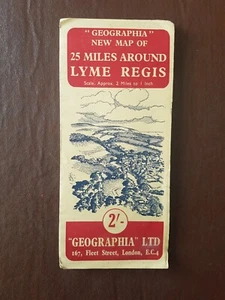 "GEOGRAPHIA"
NEW MAP OF
25 MILES AROUND
LYME REGIS
Scale, Approx. 2 Miles to 1 Inch
2/-
"GEOGRAPHIA" LTD
167, Fleet Street, London, E.C.4